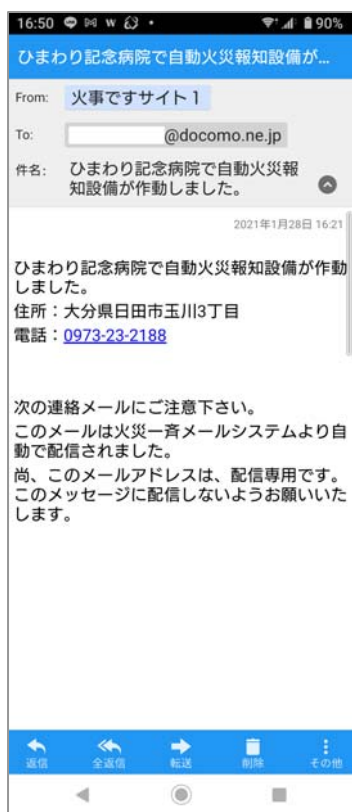 16:50
90%
ひまわり記念病院で自動火災報知設備が...
From: 火事ですサイト1
To: @docomo.ne.jp
件名: ひまわり記念病院で自動火災報
知設備が作動しました。
2021年1月28日 16:21
ひまわり記念病院で自動火災報知設備が作動
しました。
住所：大分県日田市玉川3丁目
電話：0973-23-2188
次の連絡メールにご注意下さい。
このメールは火災一斉メールシステムより自
動で配信されました。
尚、このメールアドレスは、配信専用です。
このメッセージに配信しないようお願いいた
します。
返信 全返信 転送 削除 その他